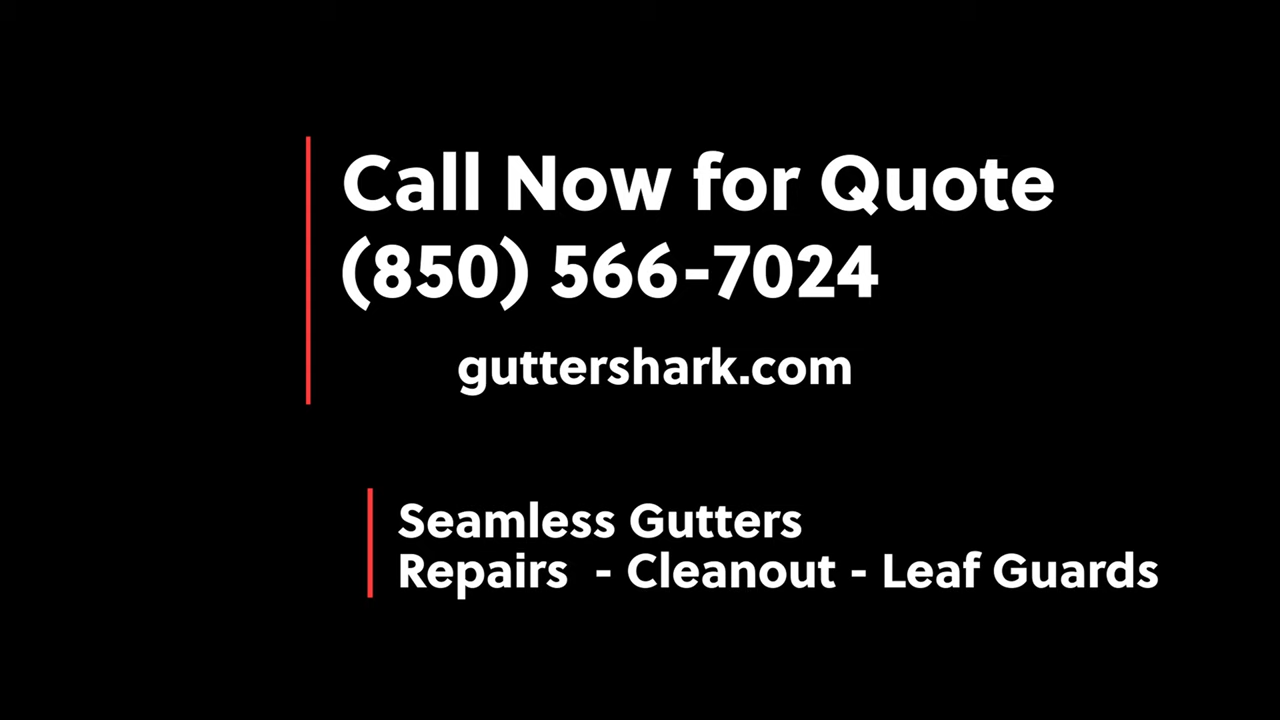 Call Now for Quote
(850) 566-7024
guttershark.com
Seamless Gutters
Repairs  - Cleanout - Leaf Guards